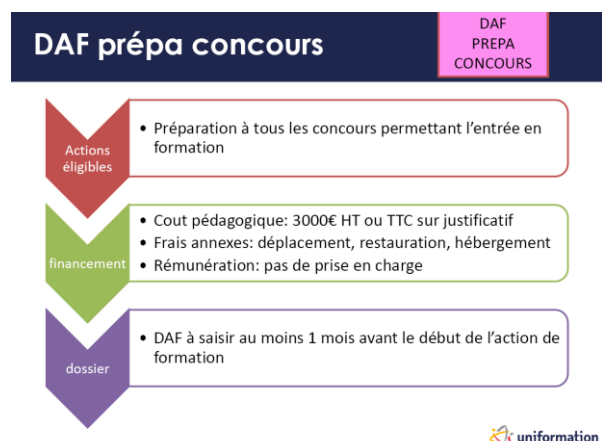 DAF prépa concours
DAF
PREPA
CONCOURS
Actions
éligibles
• Préparation à tous les concours permettant l’entrée en
formation
financement
• Cout pédagogique: 3000€ HT ou TTC sur justificatif
• Frais annexes: déplacement, restauration, hébergement
• Rémunération: pas de prise en charge
dossier
• DAF à saisir au moins 1 mois avant le début de l’action de
formation
uniformation